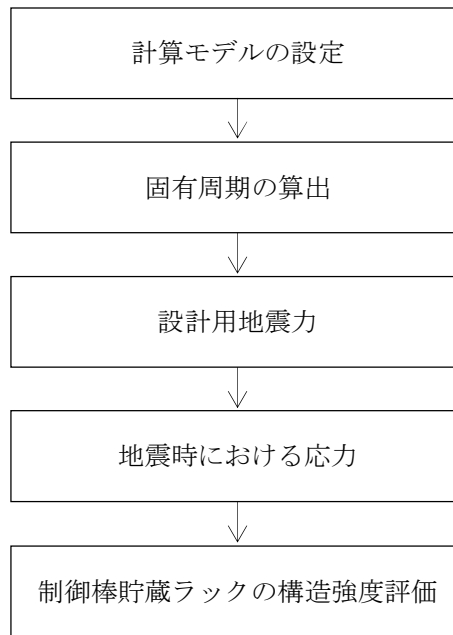 計算モデルの設定
固有周期の算出
設計用地震力
地震時における応力
制御棒貯蔵ラックの構造強度評価